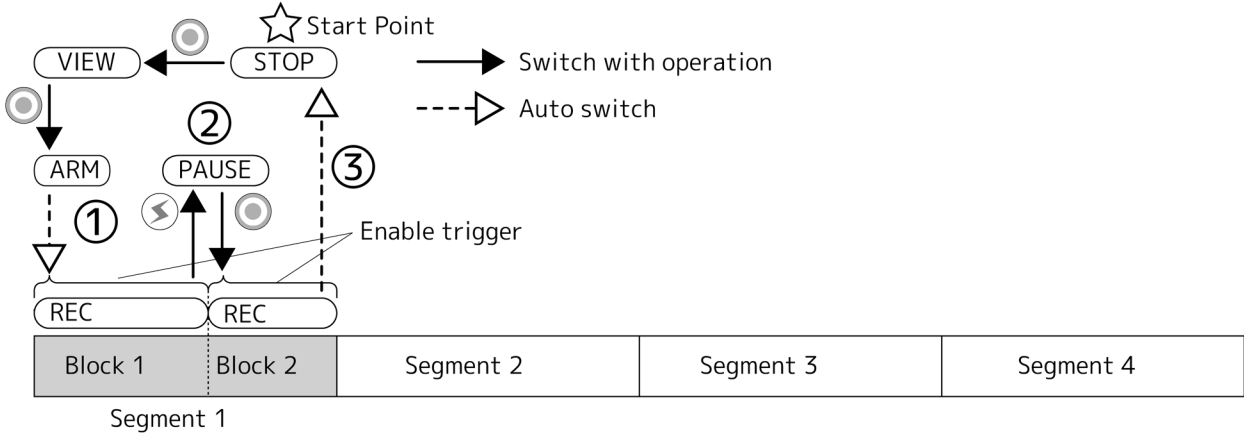 Start Point
VIEW
STOP
Switch with operation
Auto switch
②
ARM
PAUSE
③
①
Enable trigger
REC
REC
Block 1
Block 2
Segment 2
Segment 3
Segment 4
Segment 1